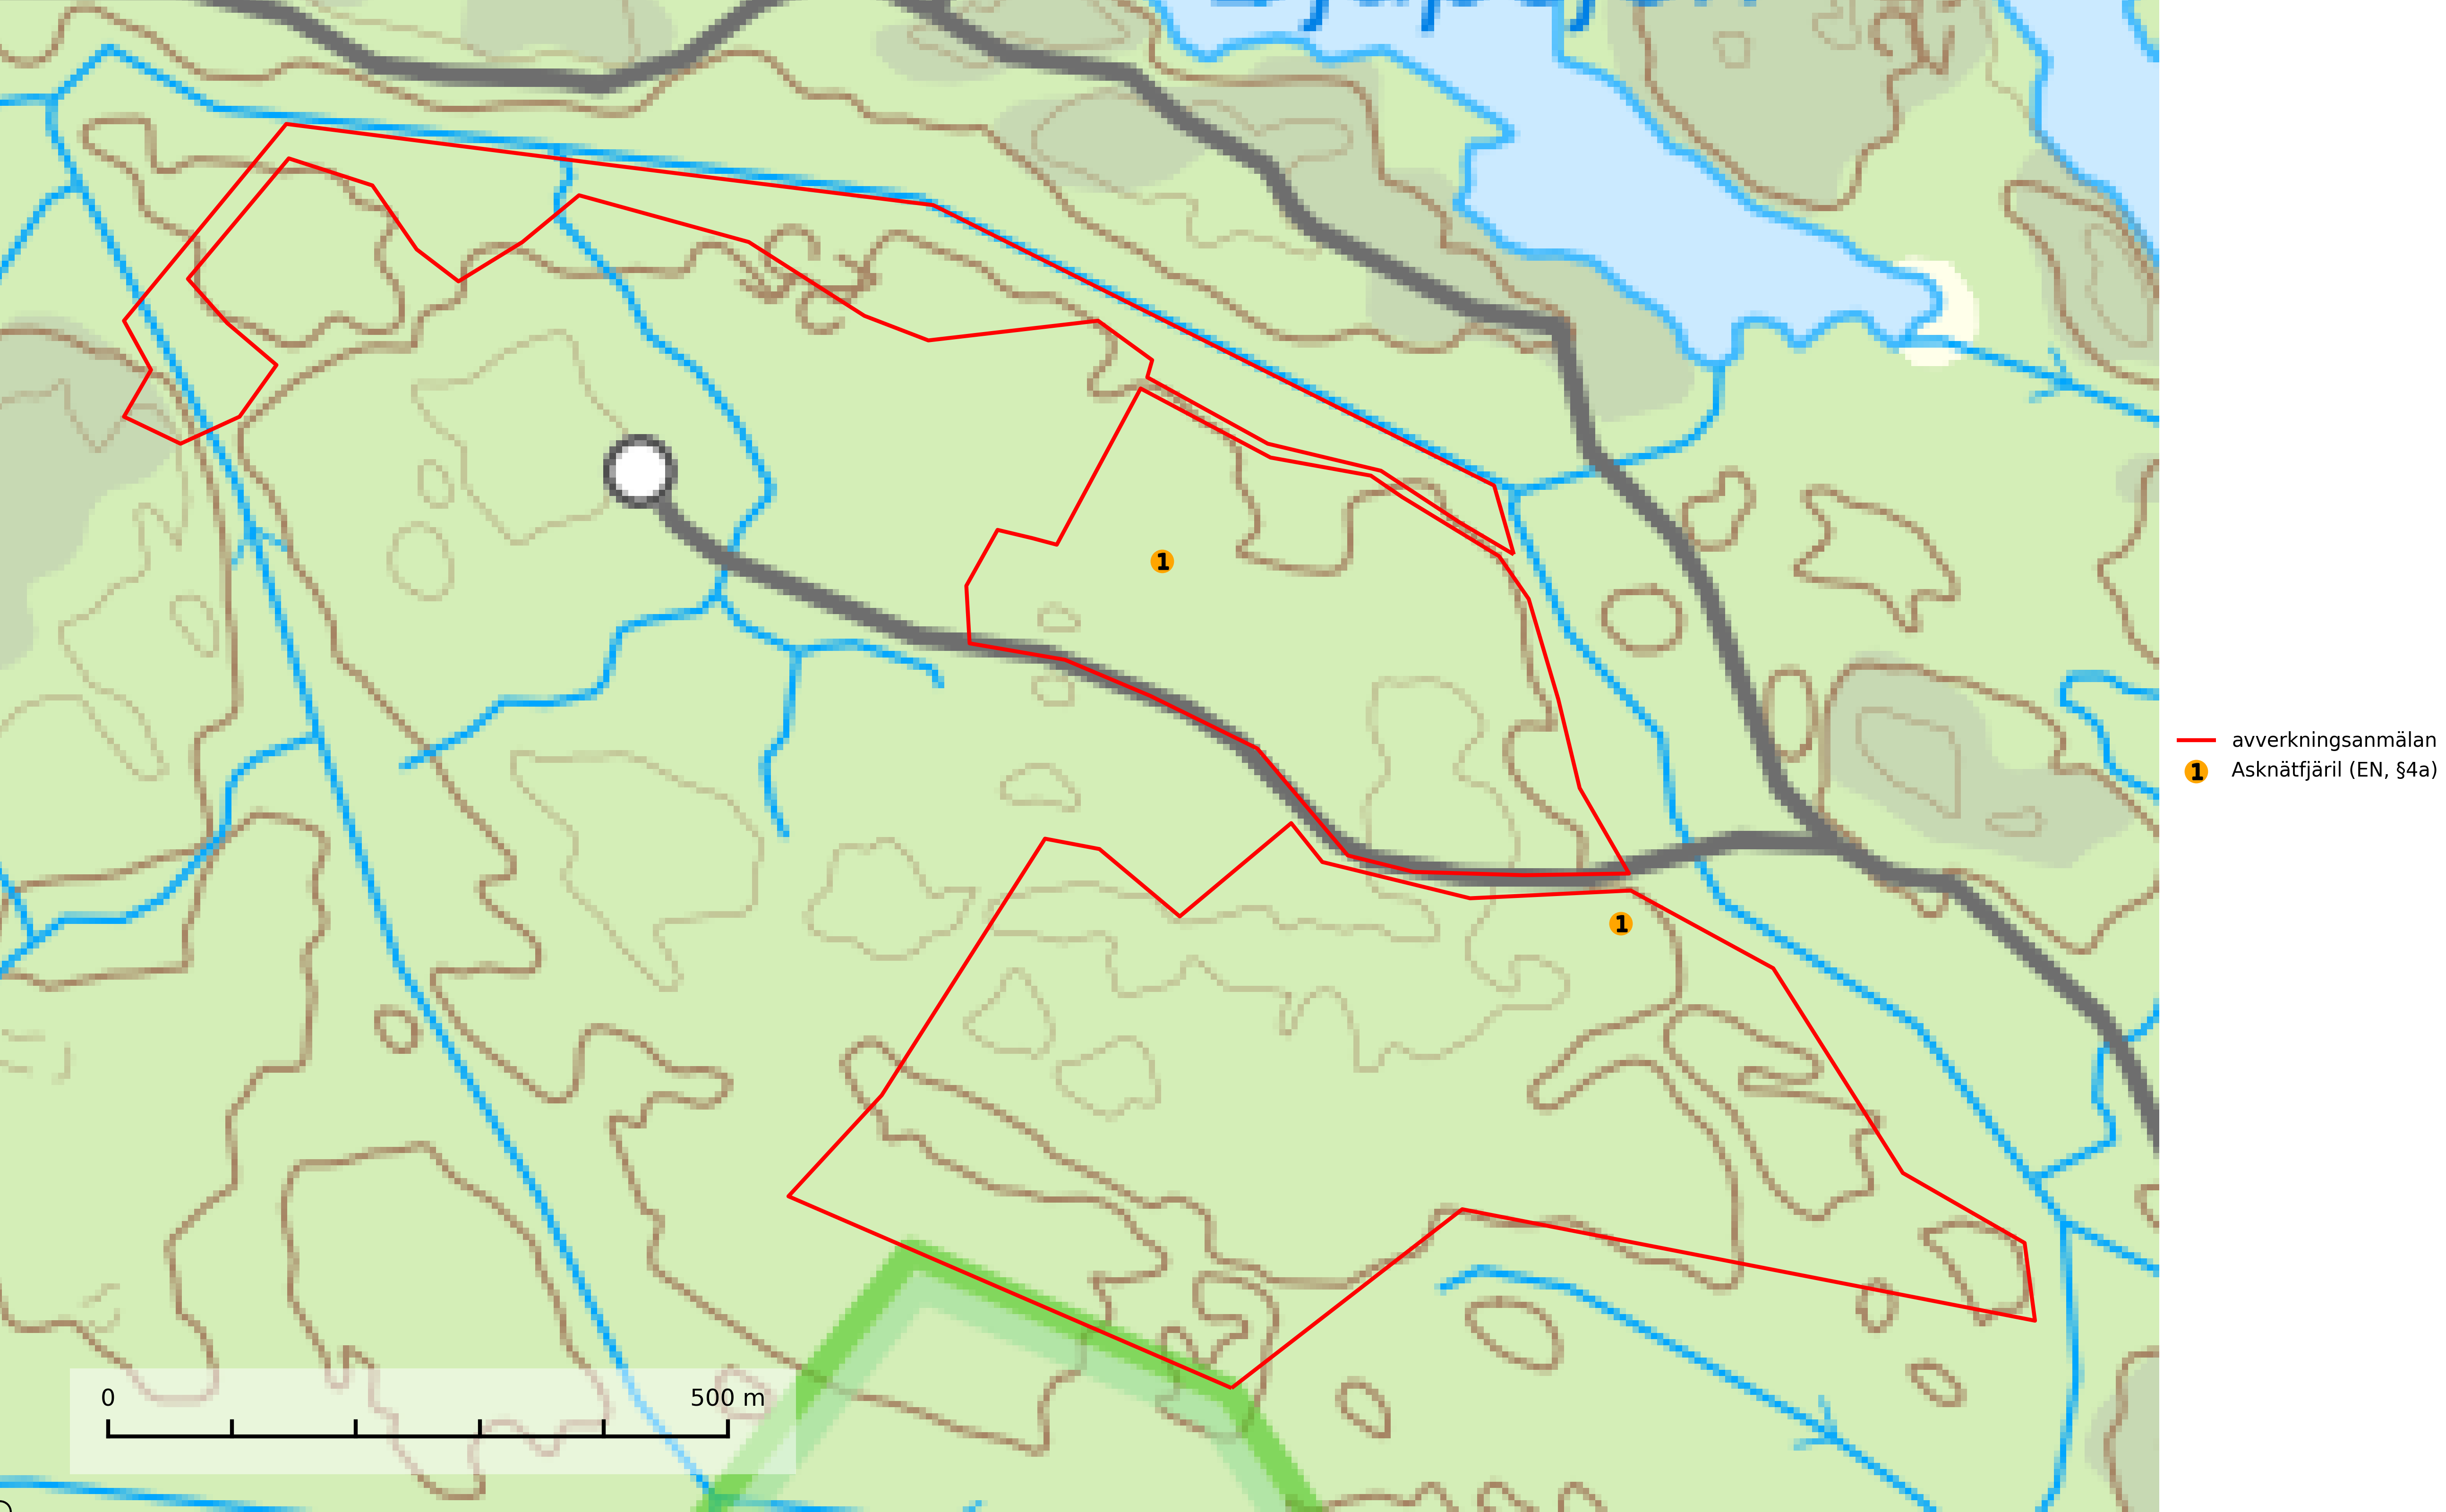 1
1
avverkningsanmälan
1 Asknätfjäril (EN, §4a)
0 500 m